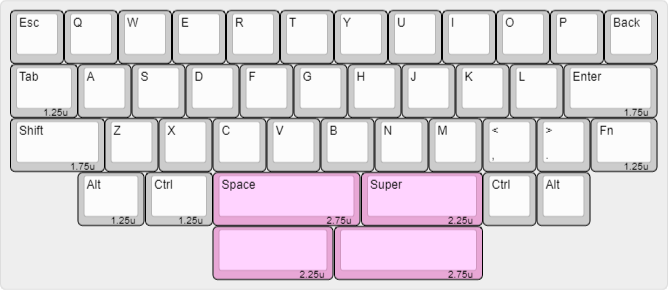 Esc Q W E R T Y U I O P Back
Tab A S D F G H J K L Enter
1.25u 1.75u
Shift Z X C V B N M < > Fn
, .
1.75u 1.25u
Alt Ctrl Space Super Ctrl Alt
1.25u 1.25u 2.75u 2.25u
2.25u 2.75u